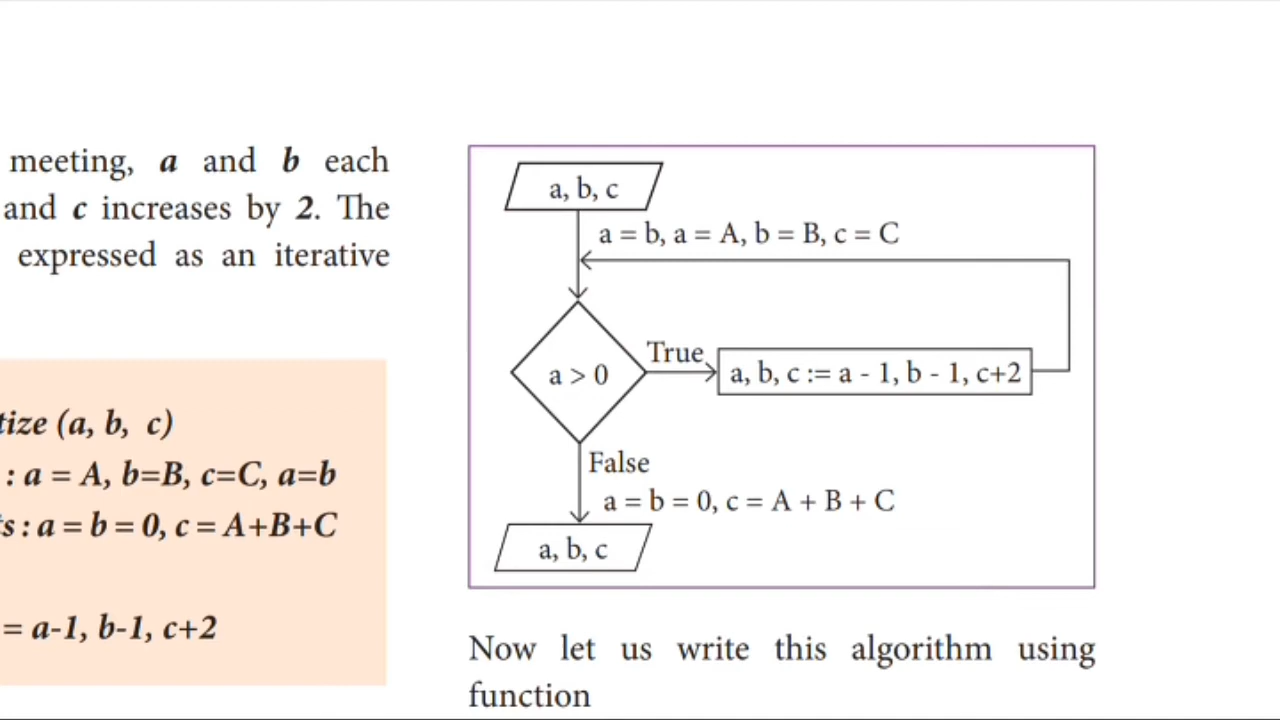 meeting, a and b each
and c increases by 2. The
expressed as an iterative
tize (a, b, c)
: a = A, b=B, c=C, a=b
s : a = b = 0, c = A+B+C
= a-1, b-1, c+2
a, b, c
a = b, a = A, b = B, c = C
a > 0
True
a, b, c := a - 1, b - 1, c+2
False
a = b = 0, c = A + B + C
a, b, c
Now let us write this algorithm using
function